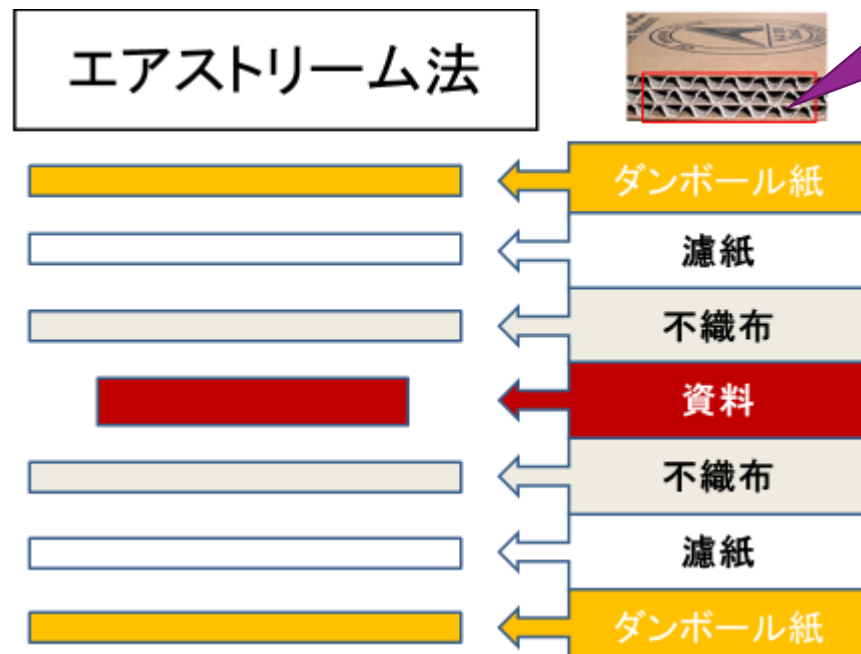 エアストリーム法
ダンボール紙
濾紙
不織布
資料
不織布
濾紙
ダンボール紙